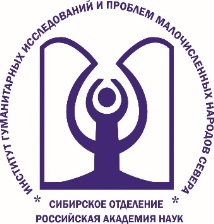 ИНСТИТУТ ГУМАНИТАРНЫХ ИССЛЕДОВАНИЙ И ПРОБЛЕМ МАЛОЧИСЛЕННЫХ НАРОДОВ СЕВЕРА
* СИБИРСКОЕ ОТДЕЛЕНИЕ *
РОССИЙСКАЯ АКАДЕМИЯ НАУК